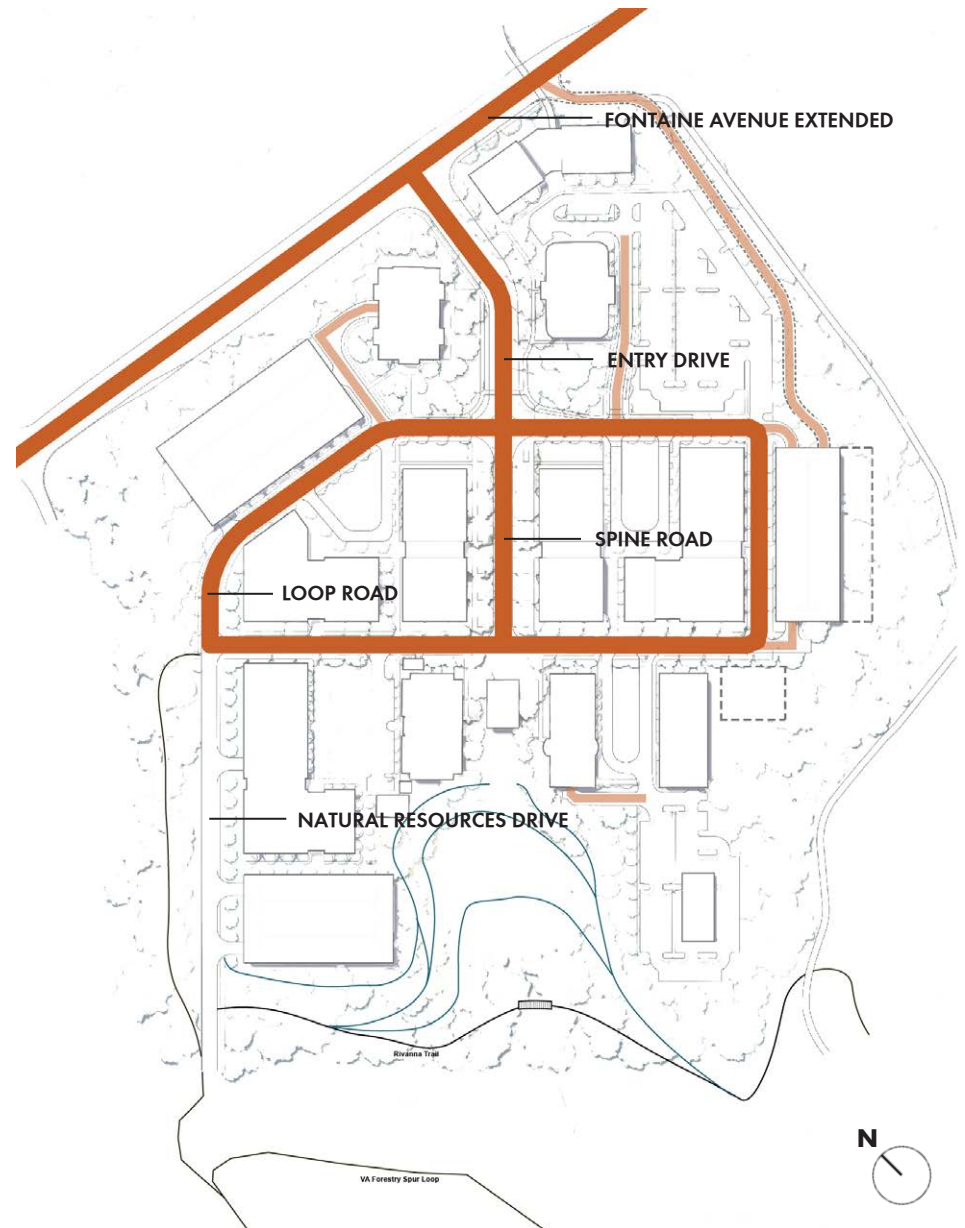 FONTAINE AVENUE EXTENDED
ENTRY DRIVE
SPINE ROAD
LOOP ROAD
NATURAL RESOURCES DRIVE
Rivanna Trail
N
VA Forestry Spur Loop